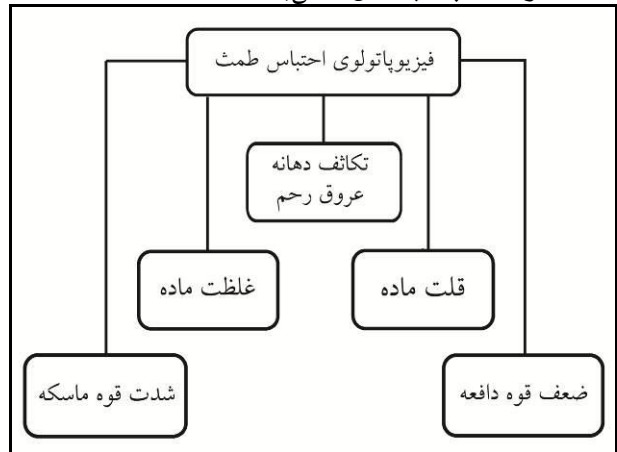 فیزیوپاتولوی احتباس طمث
تکاثف دهانه
عروق رحم
قلت ماده
غلظت ماده
ضعف قوه دافعه
شدت قوه ماسکه